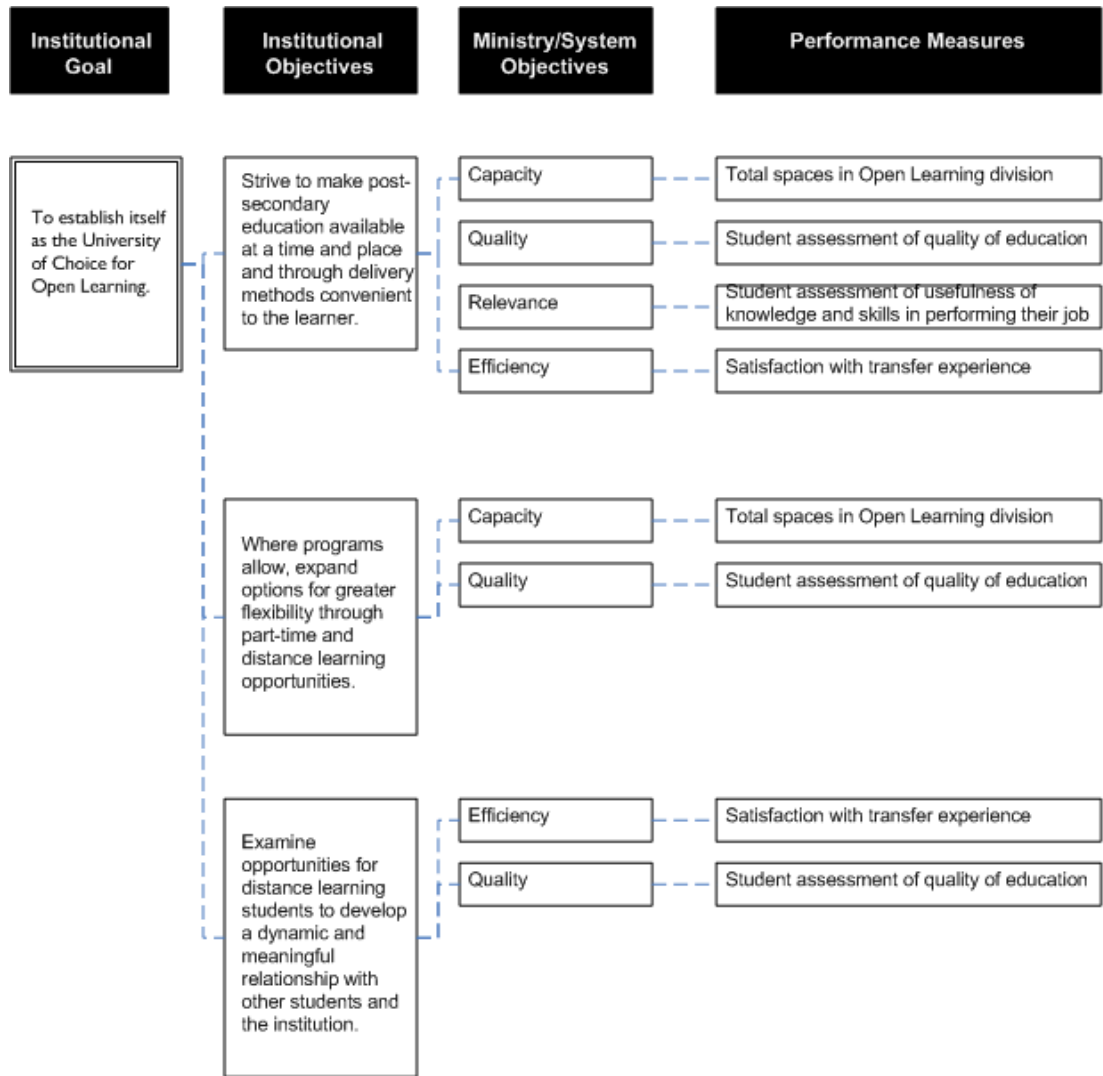 Institutional
Goal
Institutional
Objectives
Ministry/System
Objectives
Performance Measures
To establish itself
as the University
of Choice for
Open Learning.
Strive to make post-
secondary
education available
at a time and place
and through delivery
methods convenient
to the learner.
Capacity
Total spaces in Open Learning division
Quality
Student assessment of quality of education
Relevance
Student assessment of usefulness of
knowledge and skills in performing their job
Efficiency
Satisfaction with transfer experience
Where programs
allow, expand
options for greater
flexibility through
part-time and
distance learning
opportunities.
Capacity
Total spaces in Open Learning division
Quality
Student assessment of quality of education
Examine
opportunities for
distance learning
students to develop
a dynamic and
meaningful
relationship with
other students and
the institution.
Efficiency
Satisfaction with transfer experience
Quality
Student assessment of quality of education